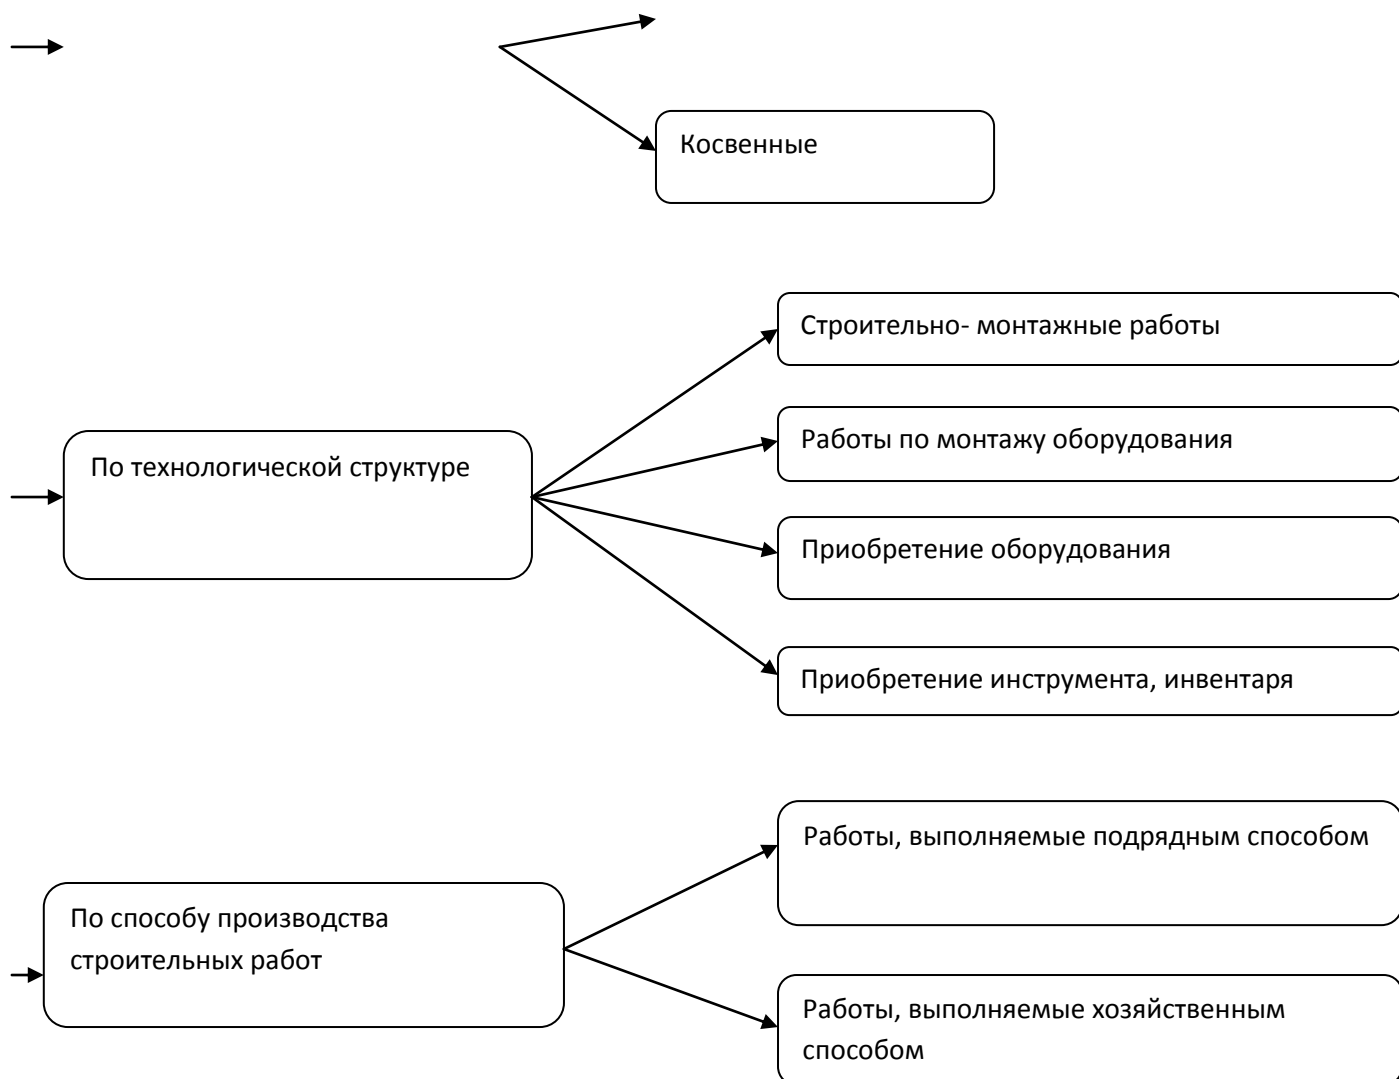 Косвенные
Строительно- монтажные работы
Работы по монтажу оборудования
По технологической структуре
Приобретение оборудования
Приобретение инструмента, инвентаря
Работы, выполняемые подрядным способом
По способу производства
строительных работ
Работы, выполняемые хозяйственным
способом